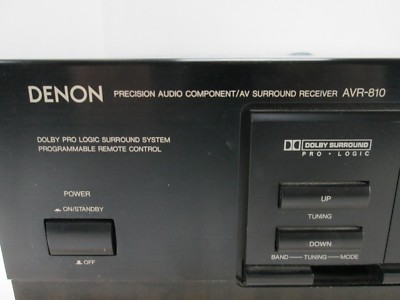 DENON PRECISION AUDIO COMPONENT/AV SURROUND RECEIVER AVR-810
DOLBY PRO LOGIC SURROUND SYSTEM
PROGRAMMABLE REMOTE CONTROL
DOLBY SURROUND
PRO · LOGIC
POWER
ON/STANDBY
OFF
UP
TUNING
DOWN
BAND — TUNING — MODE